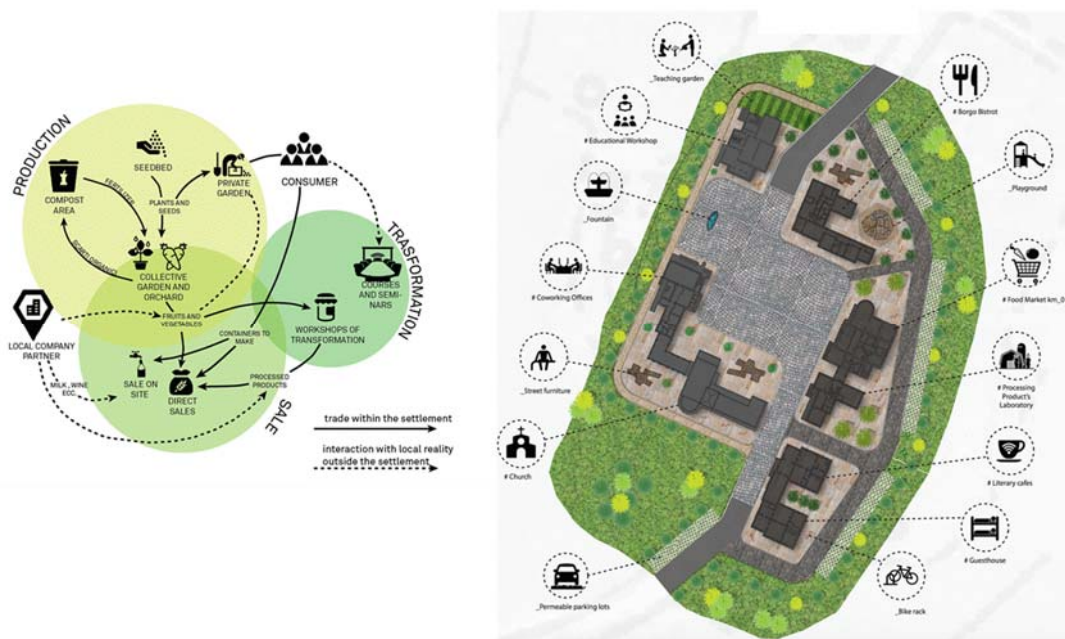 PRODUCTION
SEEDBED
COMPOST
AREA
FERTILIZER
PLANTS AND
SEEDS
PRIVATE
GARDEN
CONSUMER
TRASFORMATION
SCARTI ORGANICI
COLLECTIVE
GARDEN AND
ORCHARD
COURSES
AND SEMI-
NARS
LOCAL COMPANY
PARTNER
FRUITS AND
VEGETABLES
CONTAINERS TO
MAKE
WORKSHOPS OF
TRANSFORMATION
MILK , WINE
ECC.
SALE ON
SITE
DIRECT
SALES
PROCESSED
PRODUCTS
SALE
trade within the settlement
interaction with local reality
outside the settlement
_Teaching garden
# Educational Workshop
_Fountain
# Coworking Offices
_Street furniture
# Church
_Permeable parking lots
# Borgo Bistrot
_Playground
# Food Market km_0
# Processing
Product's
Laboratory
# Literary cafes
# Guesthouse
_Bike rack